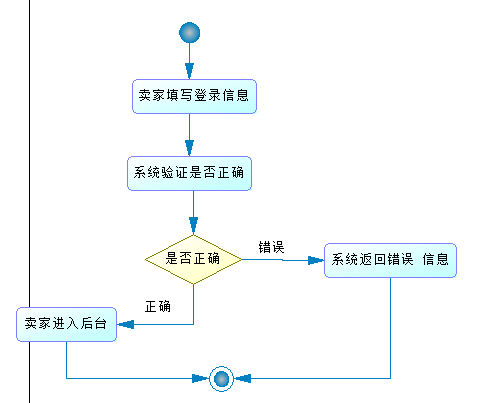 卖家填写登录信息
系统验证是否正确
是否正确
错误
系统返回错误 信息
正确
卖家进入后台